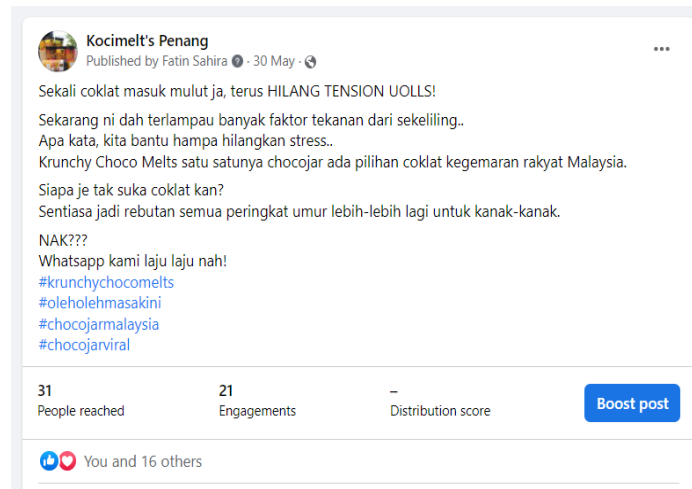 Kocimelt's Penang
Published by Fatin Sahira · 30 May ·
Sekali coklat masuk mulut ja, terus HILANG TENSION UOLLS!
Sekarang ni dah terlampau banyak faktor tekanan dari sekeliling..
Apa kata, kita bantu hampa hilangkan stress..
Krunchy Choco Melts satu satunya chocojar ada pilihan coklat kegemaran rakyat Malaysia.
Siapa je tak suka coklat kan?
Sentiasa jadi rebutan semua peringkat umur lebih-lebih lagi untuk kanak-kanak.
NAK???
Whatsapp kami laju laju nah!
#krunchychocomelts
#oleholehmasakini
#chocojarmalaysia
#chocojarviral
31 21 –
People reached Engagements Distribution score Boost post
You and 16 others